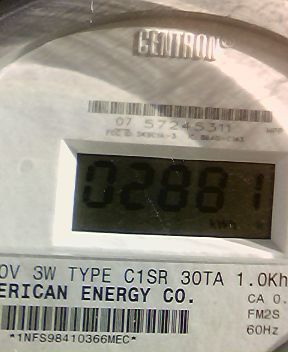 CENTRON®
07 57245311
02881
kWh
0V 3W TYPE C1SR 30TA 1.0Kh
ERICAN ENERGY CO.
CA 0.
FM2S
60Hz
*1NFS98410366MEC*